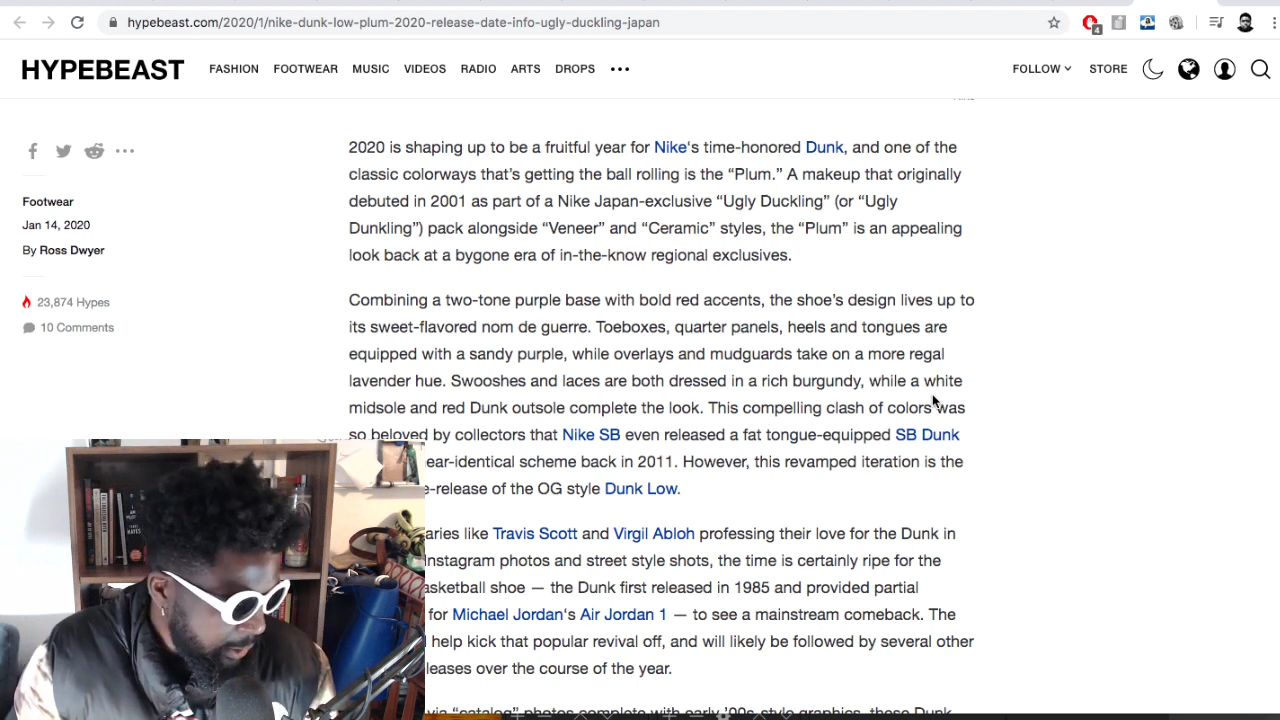 hypebeast.com/2020/1/nike-dunk-low-plum-2020-release-date-info-ugly-duckling-japan
4
HYPEBEAST FASHION FOOTWEAR MUSIC VIDEOS RADIO ARTS DROPS ••• FOLLOW STORE
Footwear
Jan 14, 2020
By Ross Dwyer
23,874 Hypes
10 Comments
2020 is shaping up to be a fruitful year for Nike's time-honored Dunk, and one of the
classic colorways that’s getting the ball rolling is the “Plum.” A makeup that originally
debuted in 2001 as part of a Nike Japan-exclusive “Ugly Duckling” (or “Ugly
Dunkling”) pack alongside “Veneer” and “Ceramic” styles, the “Plum” is an appealing
look back at a bygone era of in-the-know regional exclusives.
Combining a two-tone purple base with bold red accents, the shoe’s design lives up to
its sweet-flavored nom de guerre. Toeboxes, quarter panels, heels and tongues are
equipped with a sandy purple, while overlays and mudguards take on a more regal
lavender hue. Swooshes and laces are both dressed in a rich burgundy, while a white
midsole and red Dunk outsole complete the look. This compelling clash of colors was
so beloved by collectors that Nike SB even released a fat tongue-equipped SB Dunk
ear-identical scheme back in 2011. However, this revamped iteration is the
e-release of the OG style Dunk Low.
aries like Travis Scott and Virgil Abloh professing their love for the Dunk in
nstagram photos and street style shots, the time is certainly ripe for the
asketball shoe — the Dunk first released in 1985 and provided partial
for Michael Jordan's Air Jordan 1 — to see a mainstream comeback. The
help kick that popular revival off, and will likely be followed by several other
leases over the course of the year.
via “catalog” photos complete with early ’00s-style graphics, these Dunk